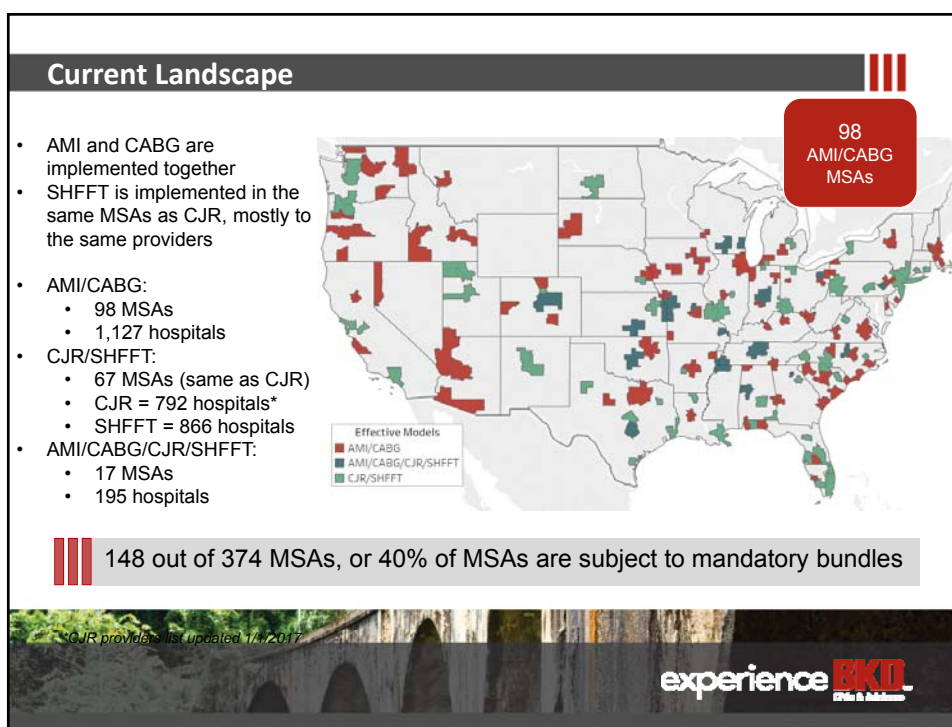 Current Landscape
98
AMI/CABG
MSAs
• AMI and CABG are
implemented together
• SHFFT is implemented in the
same MSAs as CJR, mostly to
the same providers
• AMI/CABG:
• 98 MSAs
• 1,127 hospitals
• CJR/SHFFT:
• 67 MSAs (same as CJR)
• CJR = 792 hospitals*
• SHFFT = 866 hospitals
• AMI/CABG/CJR/SHFFT:
• 17 MSAs
• 195 hospitals
Effective Models
AMI/CABG
AMI/CABG/CJR/SHFFT
CJR/SHFFT
148 out of 374 MSAs, or 40% of MSAs are subject to mandatory bundles
*CJR providers list updated 1/1/2017
experience BKD
CPAs & Advisors